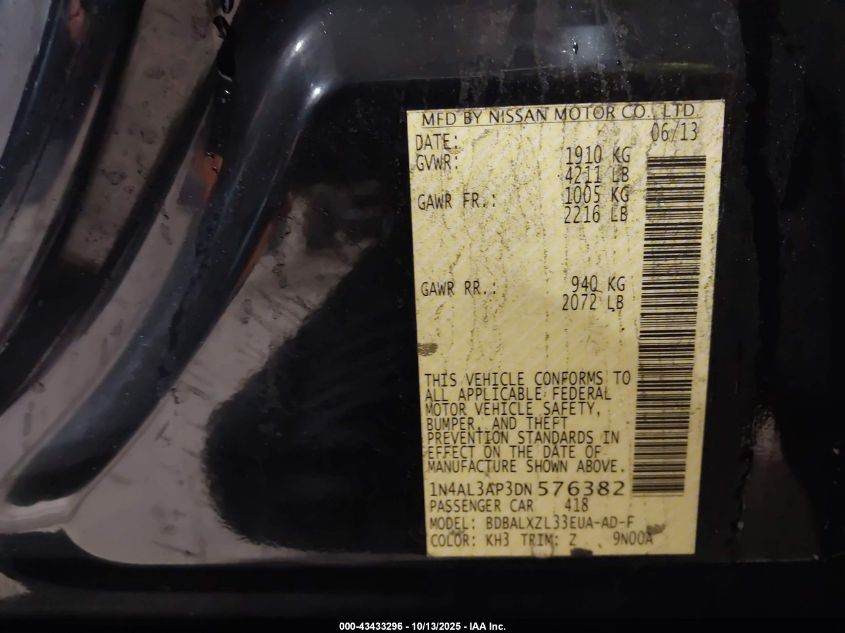 MFD BY NISSAN MOTOR CO., LTD
DATE: 06/13
GVWR: 1910 KG
4211 LB
GAWR FR.: 1005 KG
2216 LB
GAWR RR.: 940 KG
2072 LB
THIS VEHICLE CONFORMS TO
ALL APPLICABLE FEDERAL
MOTOR VEHICLE SAFETY,
BUMPER, AND THEFT
PREVENTION STANDARDS IN
EFFECT ON THE DATE OF
MANUFACTURE SHOWN ABOVE.
1N4AL3AP3DN 576382
PASSENGER CAR 418
MODEL: BDBALXZL33EUA-AD-F
COLOR: KH3 TRIM: Z 9N00A
000-43433296 - 10/13/2025 - IAA Inc.